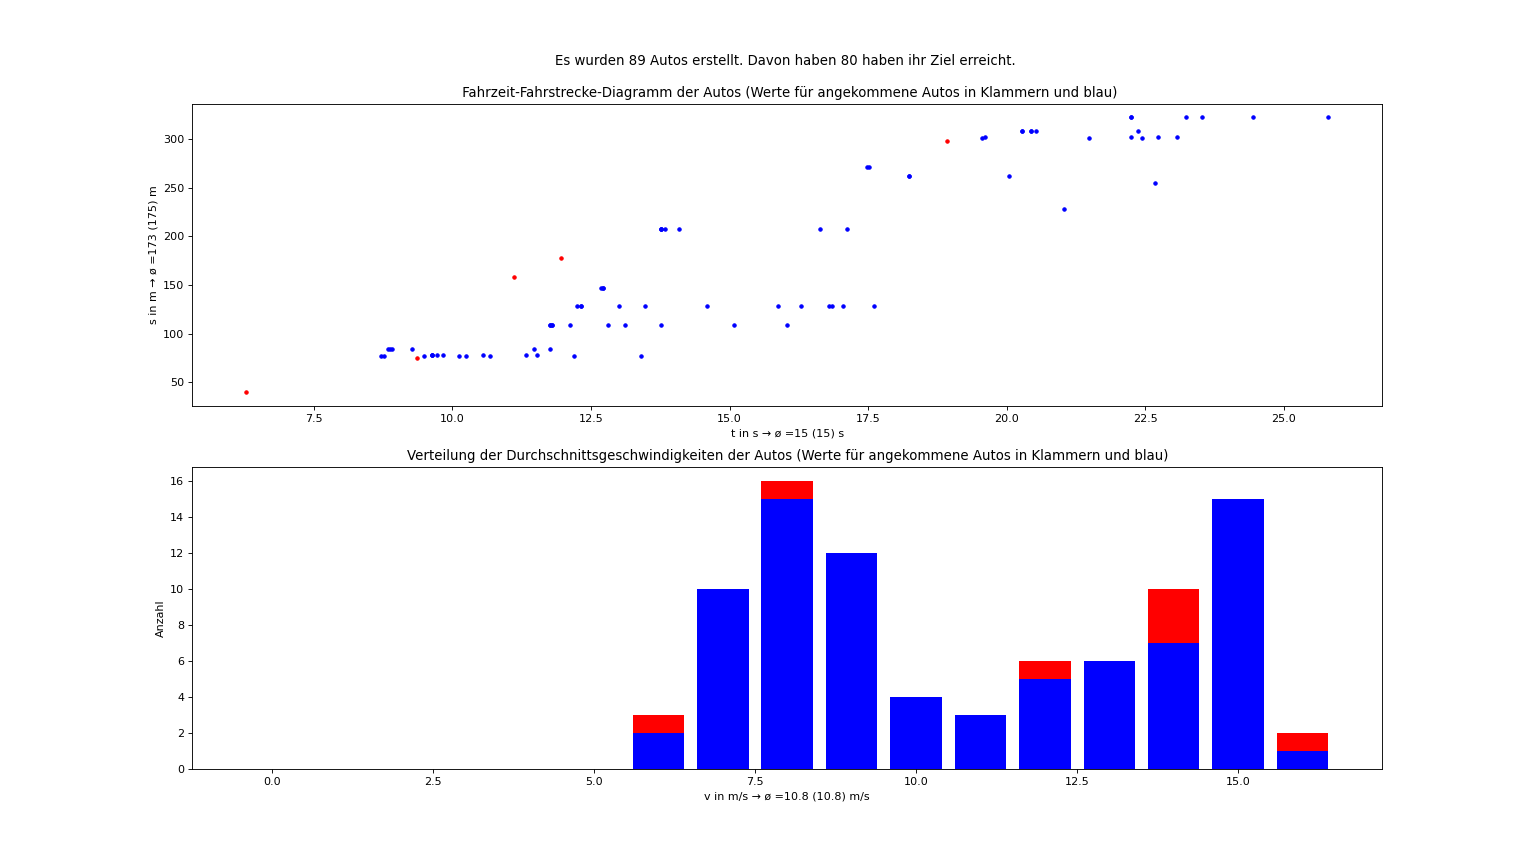 Es wurden 89 Autos erstellt. Davon haben 80 haben ihr Ziel erreicht.
Fahrzeit-Fahrstrecke-Diagramm der Autos (Werte für angekommene Autos in Klammern und blau)
300
250
200
150
100
50
s in m → ø =173 (175) m
7.5 10.0 12.5 15.0 17.5 20.0 22.5 25.0
t in s → ø =15 (15) s
Verteilung der Durchschnittsgeschwindigkeiten der Autos (Werte für angekommene Autos in Klammern und blau)
16
14
12
10
8
6
4
2
0
Anzahl
0.0 2.5 5.0 7.5 10.0 12.5 15.0
v in m/s → ø =10.8 (10.8) m/s